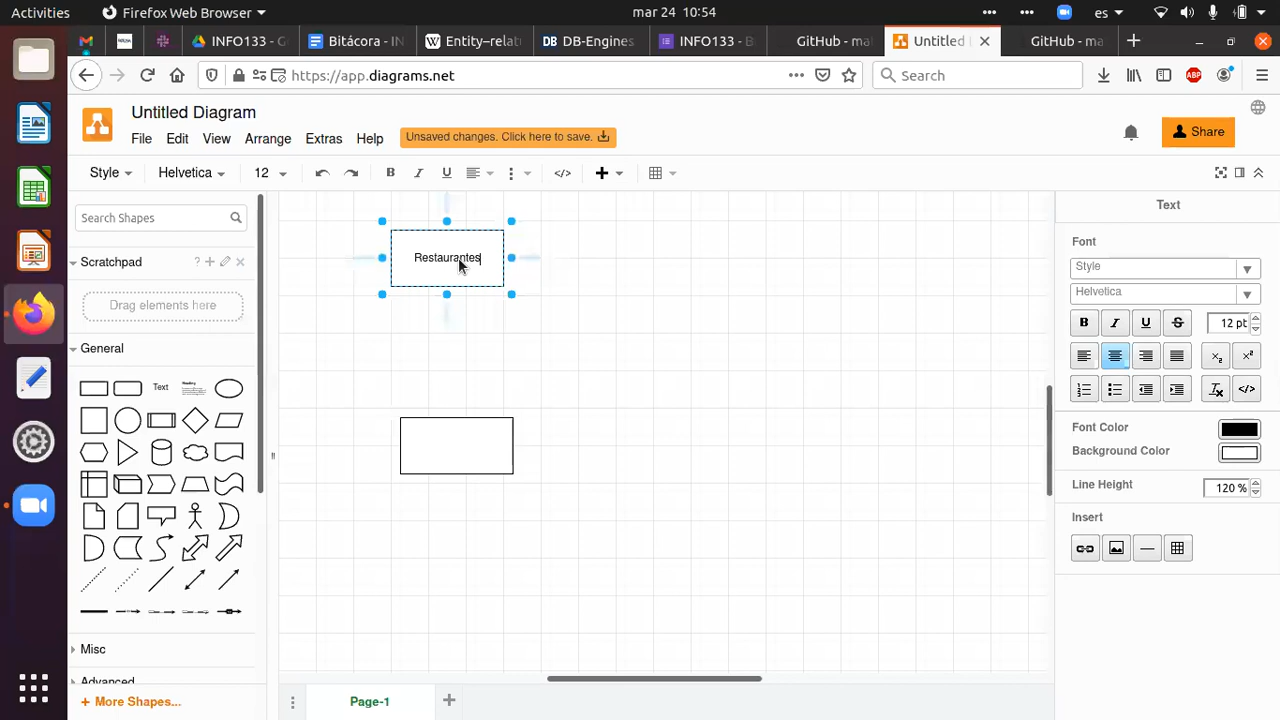 Activities
Firefox Web Browser
mar 24 10:54
es
INFO133 - G
Bitácora - IN
Entity–relat
DB-Engines
INFO133 - B
GitHub - ma
Untitled
GitHub - ma
https://app.diagrams.net
Search
ABP
Untitled Diagram
File Edit View Arrange Extras Help
Unsaved changes. Click here to save.
Share
Style
Helvetica
12
B I U
</>
Search Shapes
Text
Scratchpad
?
Drag elements here
General
Text
Heading
Misc
Advanced
+ More Shapes...
Restaurantes
Font
Style
Helvetica
B I U S
12 pt
Font Color
Background Color
Line Height
120 %
Insert
Page-1